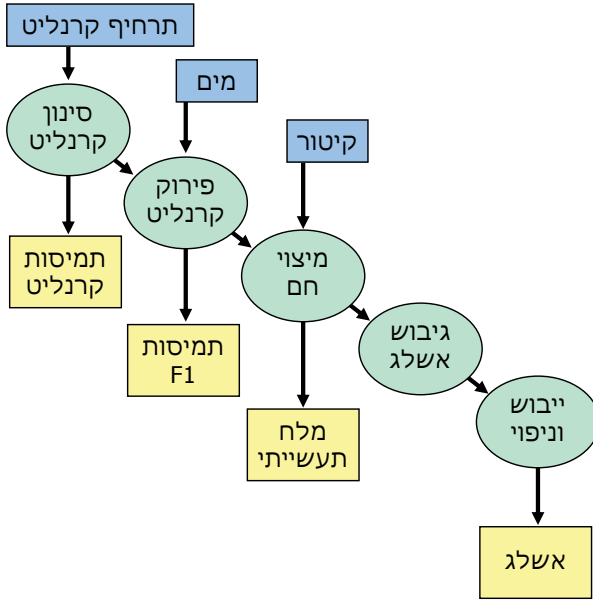 תרחיף קרנליט
סינון
קרנליט
מים
תמיסות
קרנליט
פירוק
קרנליט
קיטור
תמיסות
F1
מיצוי
חם
מלח
תעשייתי
גיבוש
אשלג
ייבוש
וניפוי
אשלג